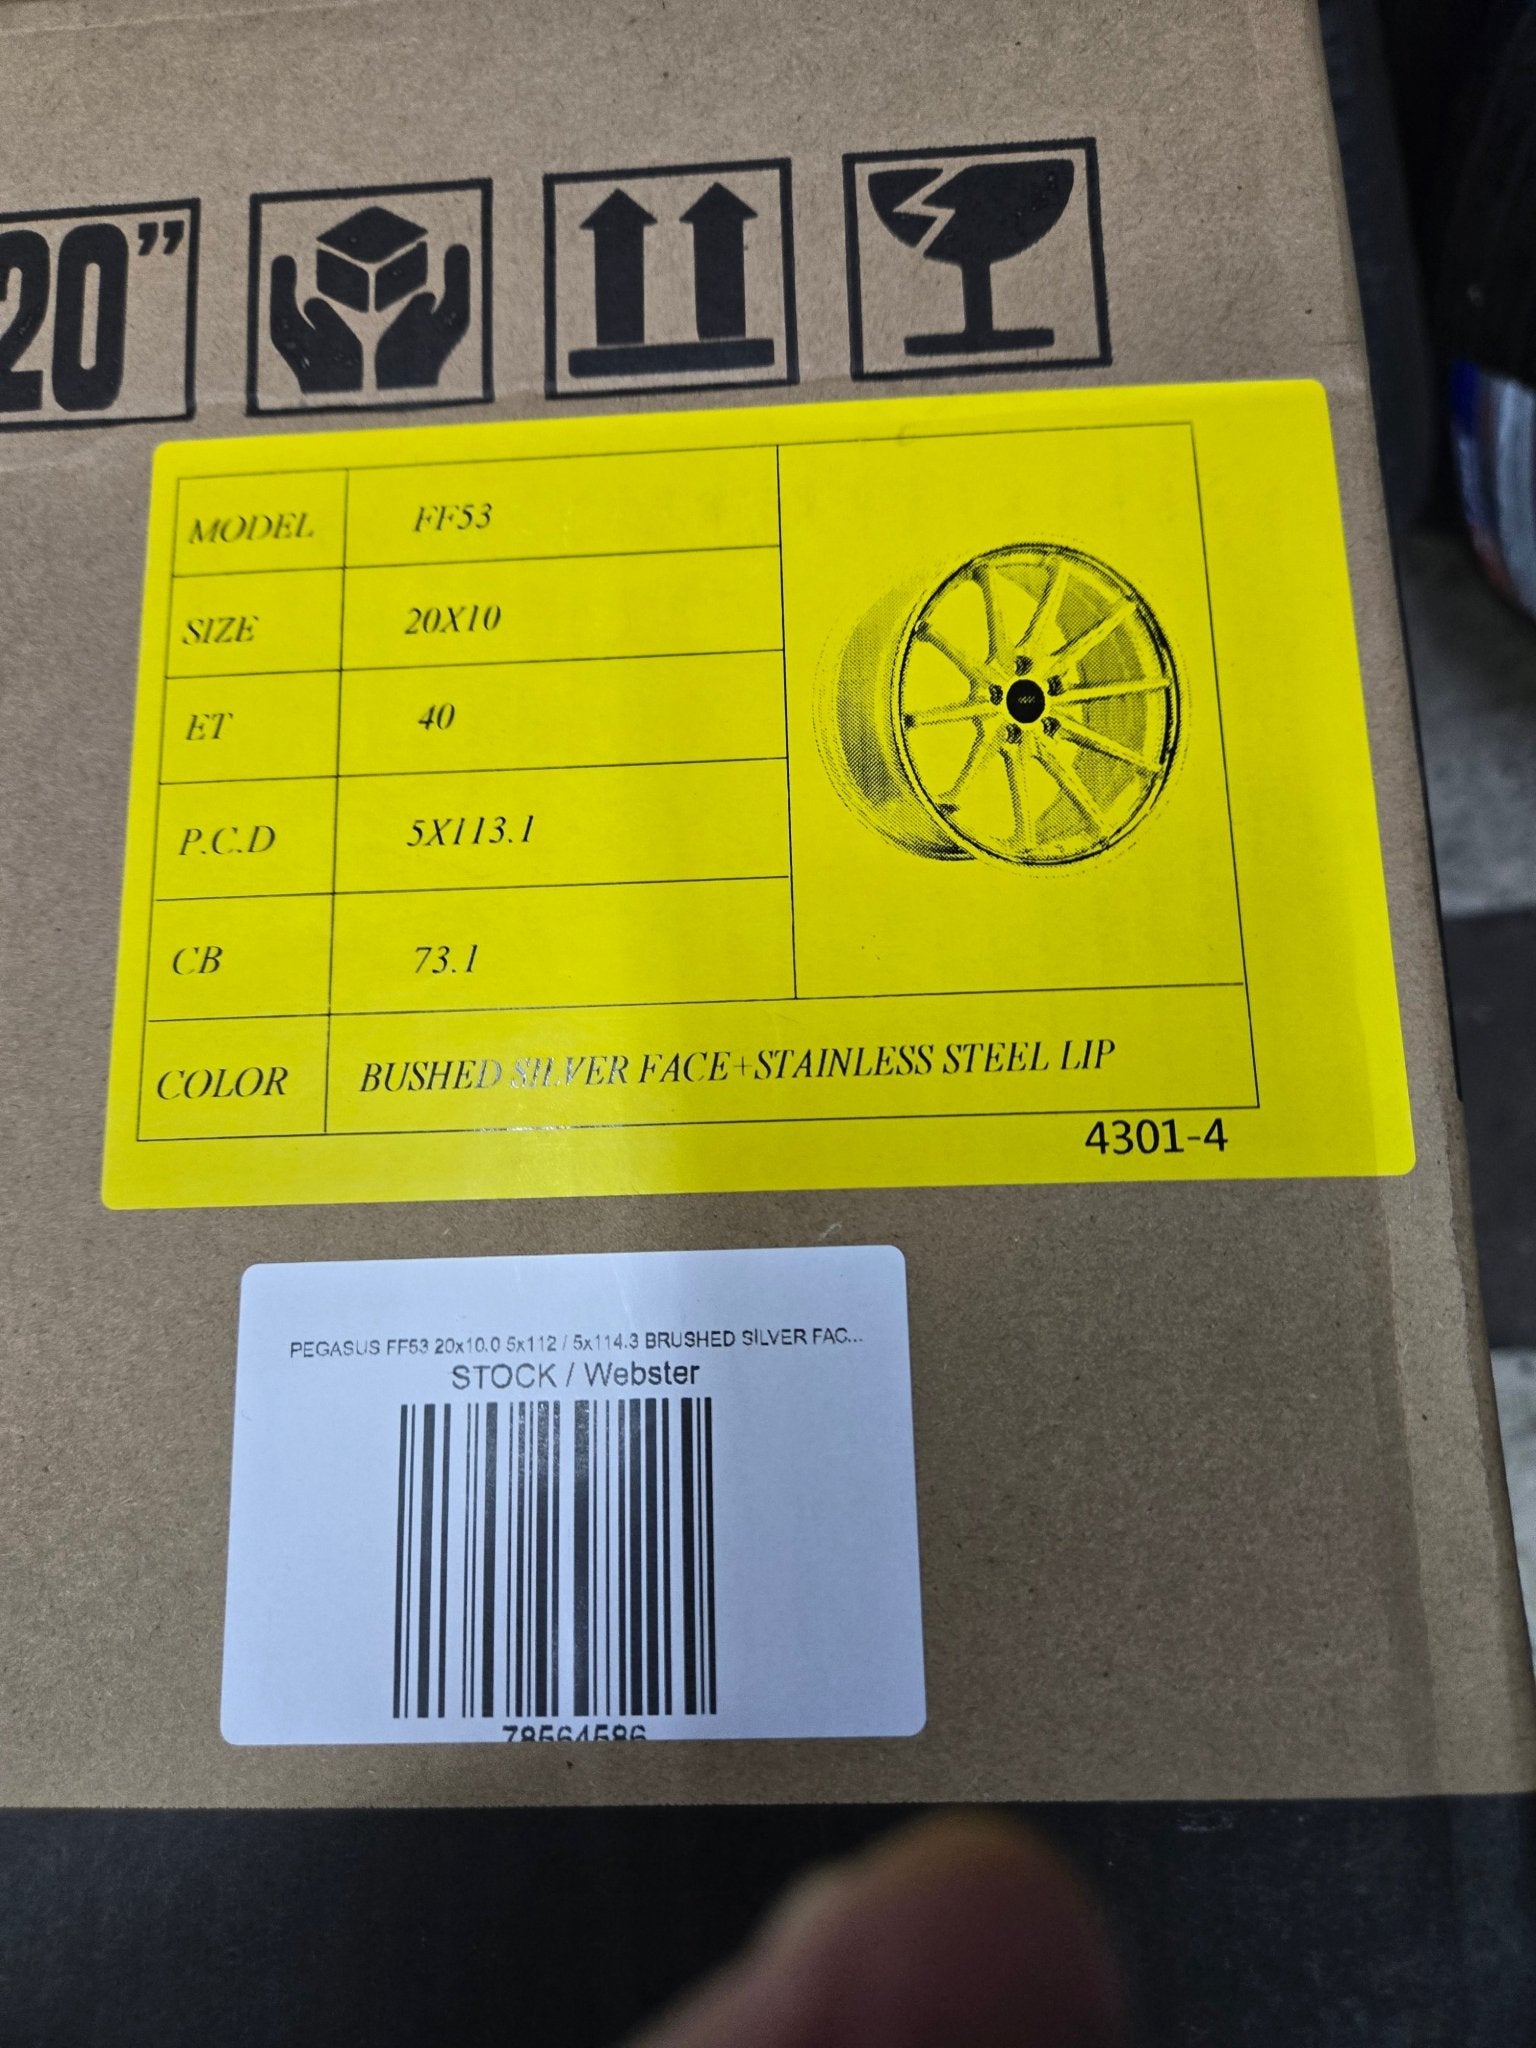 20"
MODEL FF53
SIZE 20X10
ET 40
P.C.D 5X113.1
CB 73.1
COLOR BUSHED SILVER FACE+STAINLESS STEEL LIP
4301-4
PEGASUS FF53 20x10.0 5x112 / 5x114.3 BRUSHED SILVER FAC...
STOCK / Webster
78564586